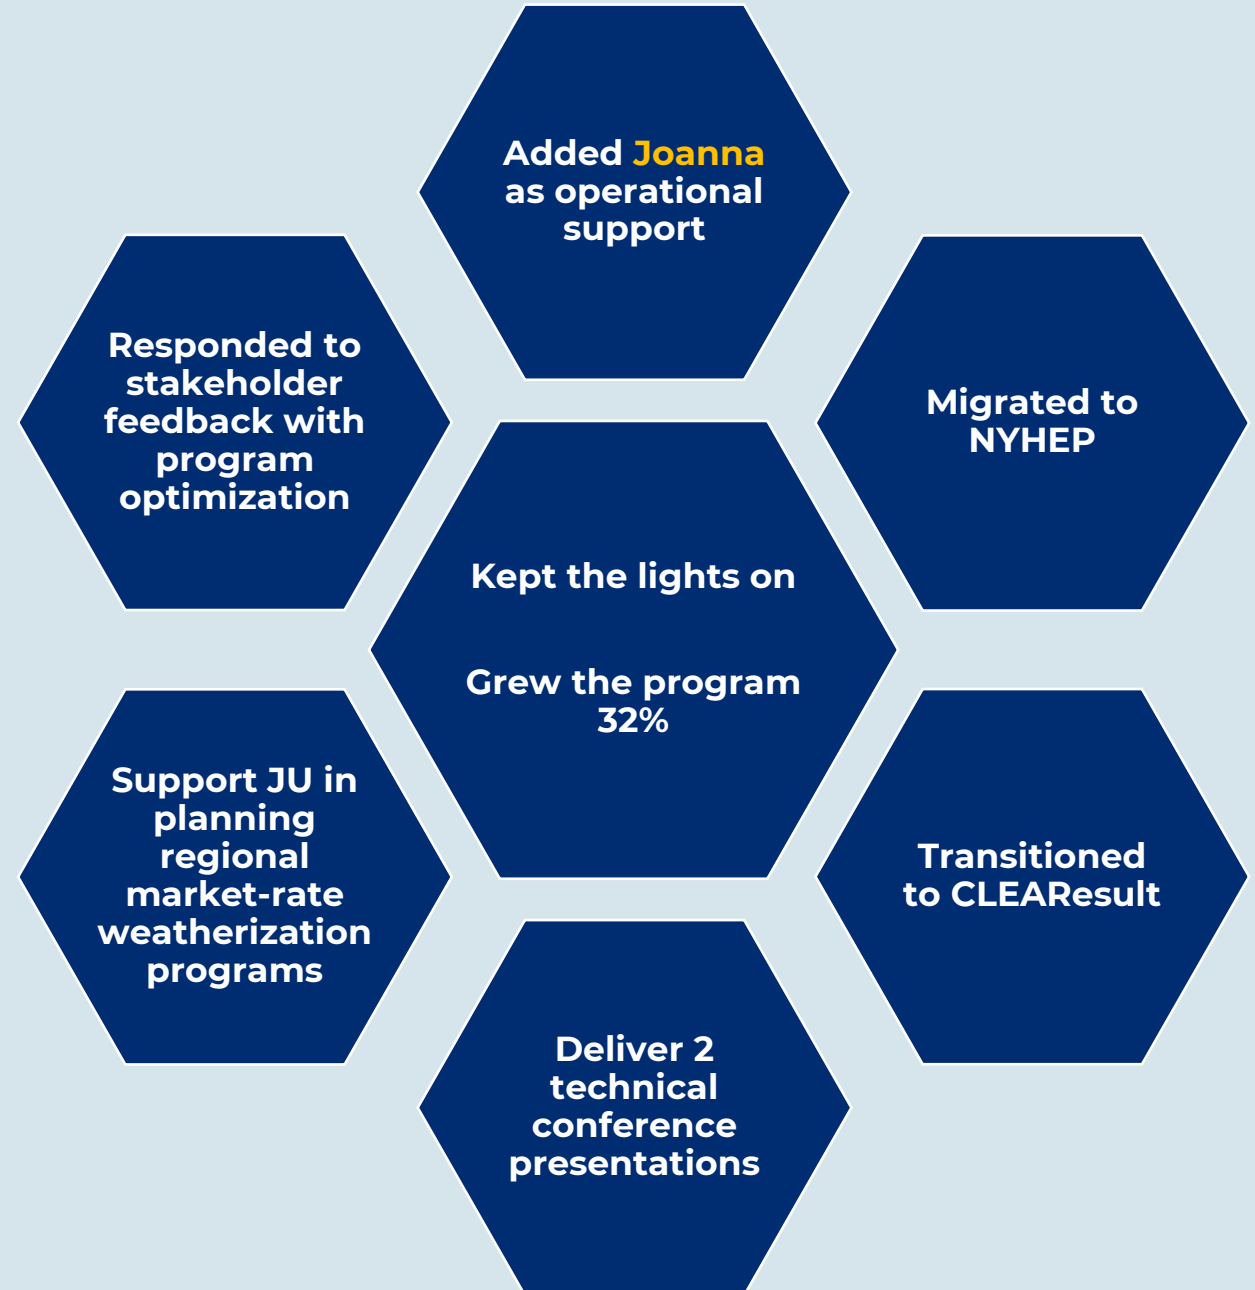 Added Joanna
as operational
support
Responded to
stakeholder
feedback with
program
optimization
Migrated to
NYHEP
Kept the lights on
Grew the program
32%
Support JU in
planning
regional
market-rate
weatherization
programs
Transitioned
to CLEAResult
Deliver 2
technical
conference
presentations